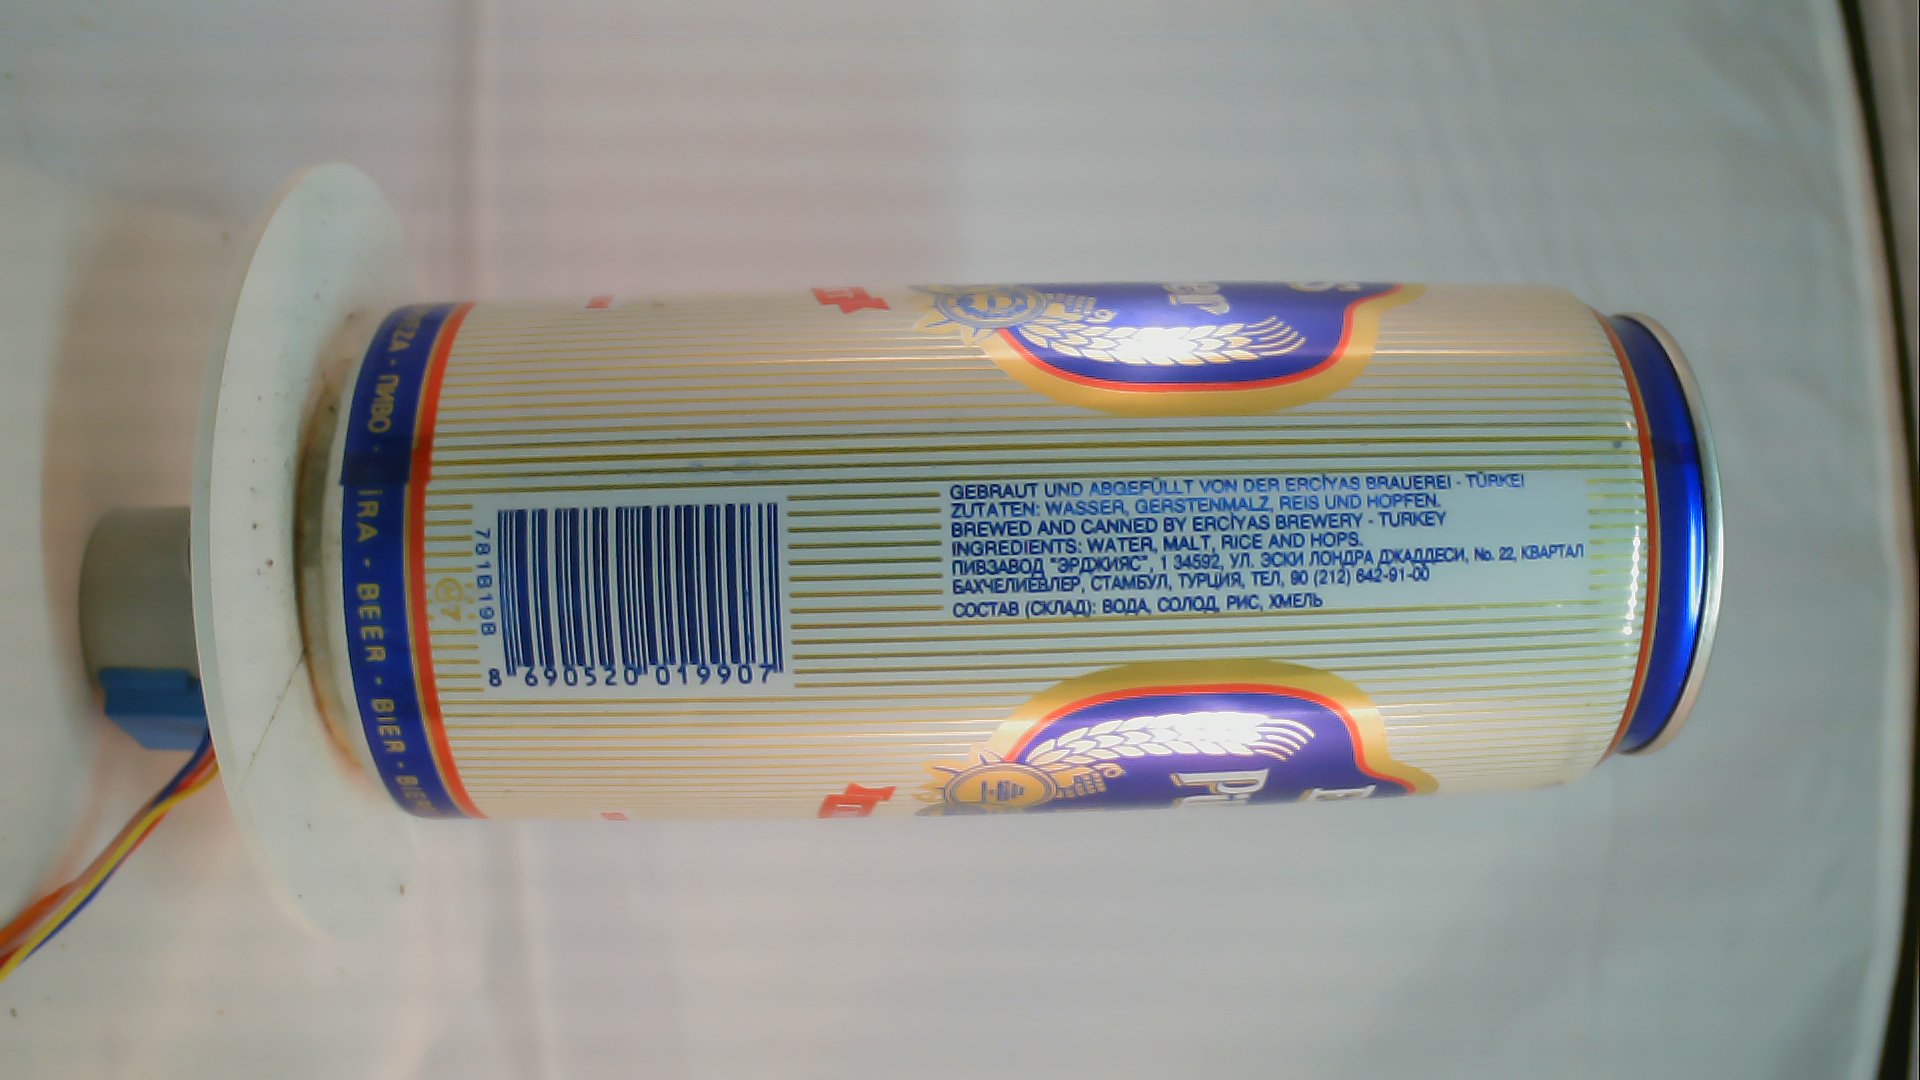 GEBRAUT UND ABGEFÜLLT VON DER ERCİYAS BRAUEREI - TÜRKEI
ZUTATEN: WASSER, GERSTENMALZ, REIS UND HOPFEN.
BREWED AND CANNED BY ERCİYAS BREWERY - TURKEY
INGREDIENTS: WATER, MALT, RICE AND HOPS.
ПИВЗАВОД "ЭРДЖИЯС", 1 34592, УЛ. ЭСКИ ЛОНДРА ДЖАДДЕСИ, No. 22, КВАРТАЛ
БАХЧЕЛИЕВЛЕР, СТАМБУЛ, ТУРЦИЯ, ТЕЛ, 90 (212) 642-91-00
СОСТАВ (СКЛАД): ВОДА, СОЛОД, РИС, ХМЕЛЬ
781B19B
8 690520 019907
@7
ПИВО · BIRA - BEER - BIER -